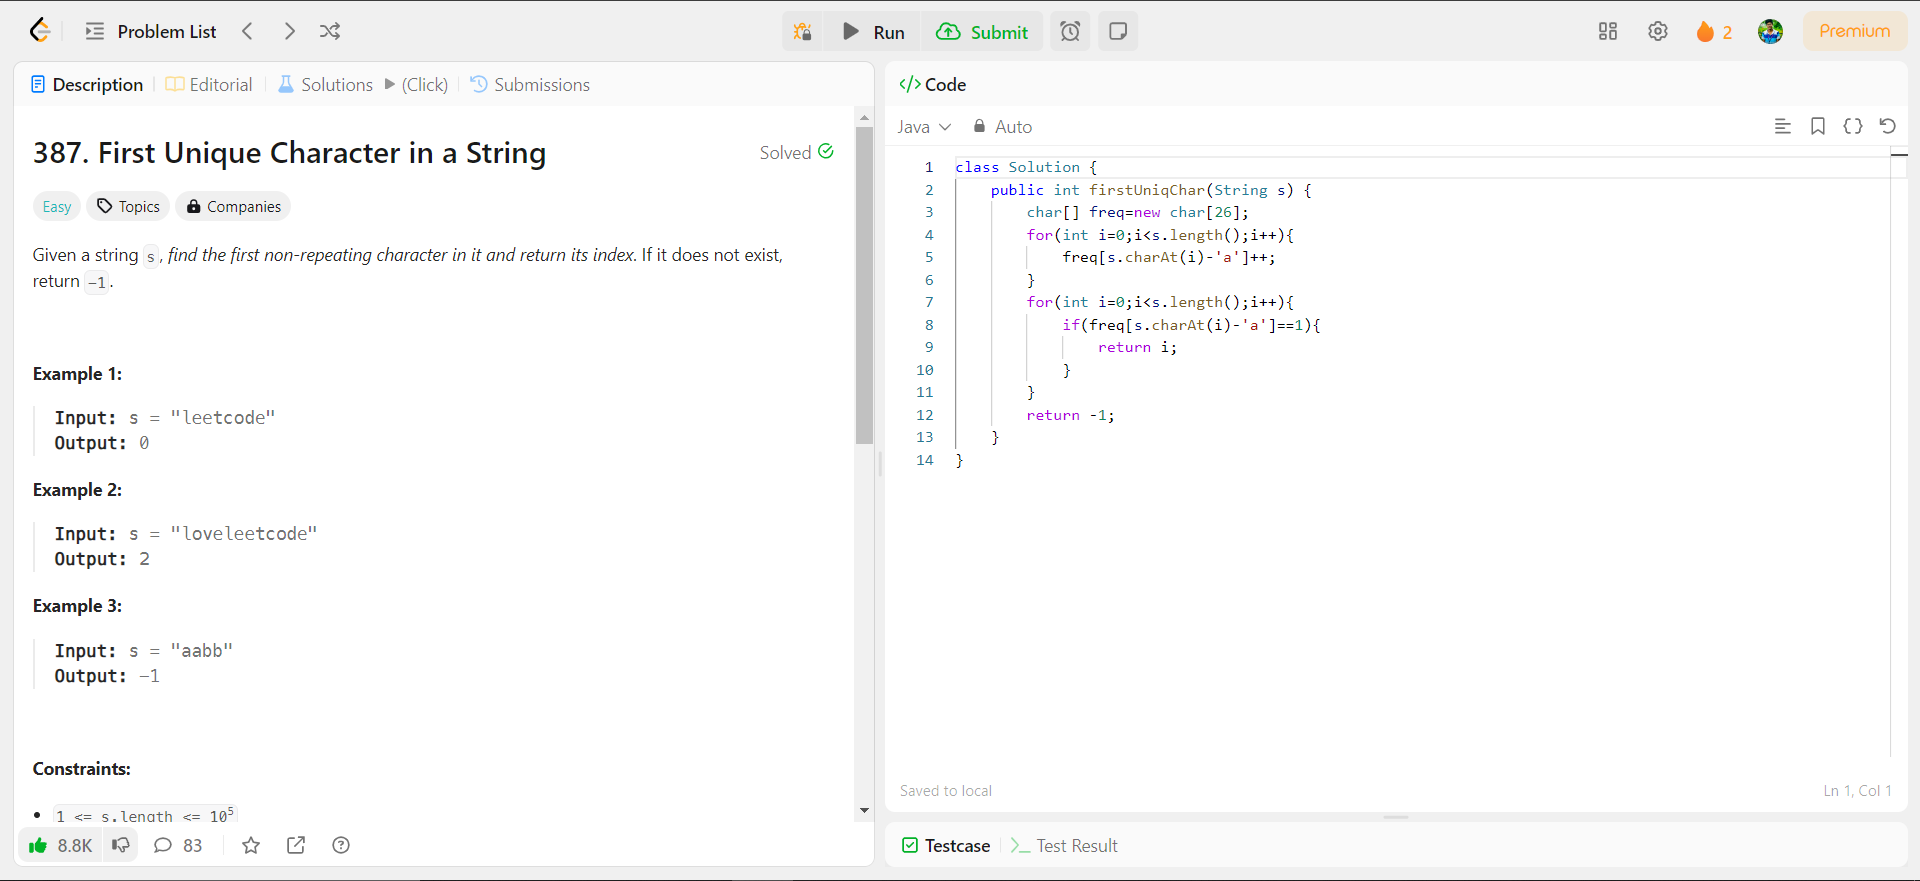 Problem List
Run
Submit
2
Premium
Description
Editorial
Solutions
(Click)
Submissions
387. First Unique Character in a String
Solved
Easy
Topics
Companies
Given a string s, find the first non-repeating character in it and return its index. If it does not exist,
return -1.
Example 1:
Input: s = "leetcode"
Output: 0
Example 2:
Input: s = "loveleetcode"
Output: 2
Example 3:
Input: s = "aabb"
Output: -1
Constraints:
• 1 <= s.length <= 10⁵
8.8K
83
</> Code
Java
Auto
1 class Solution {
2     public int firstUniqChar(String s) {
3         char[] freq=new char[26];
4         for(int i=0;i<s.length();i++){
5             freq[s.charAt(i)-'a']++;
6         }
7         for(int i=0;i<s.length();i++){
8             if(freq[s.charAt(i)-'a']==1){
9                 return i;
10             }
11         }
12         return -1;
13     }
14 }
Saved to local
Ln 1, Col 1
Testcase
Test Result